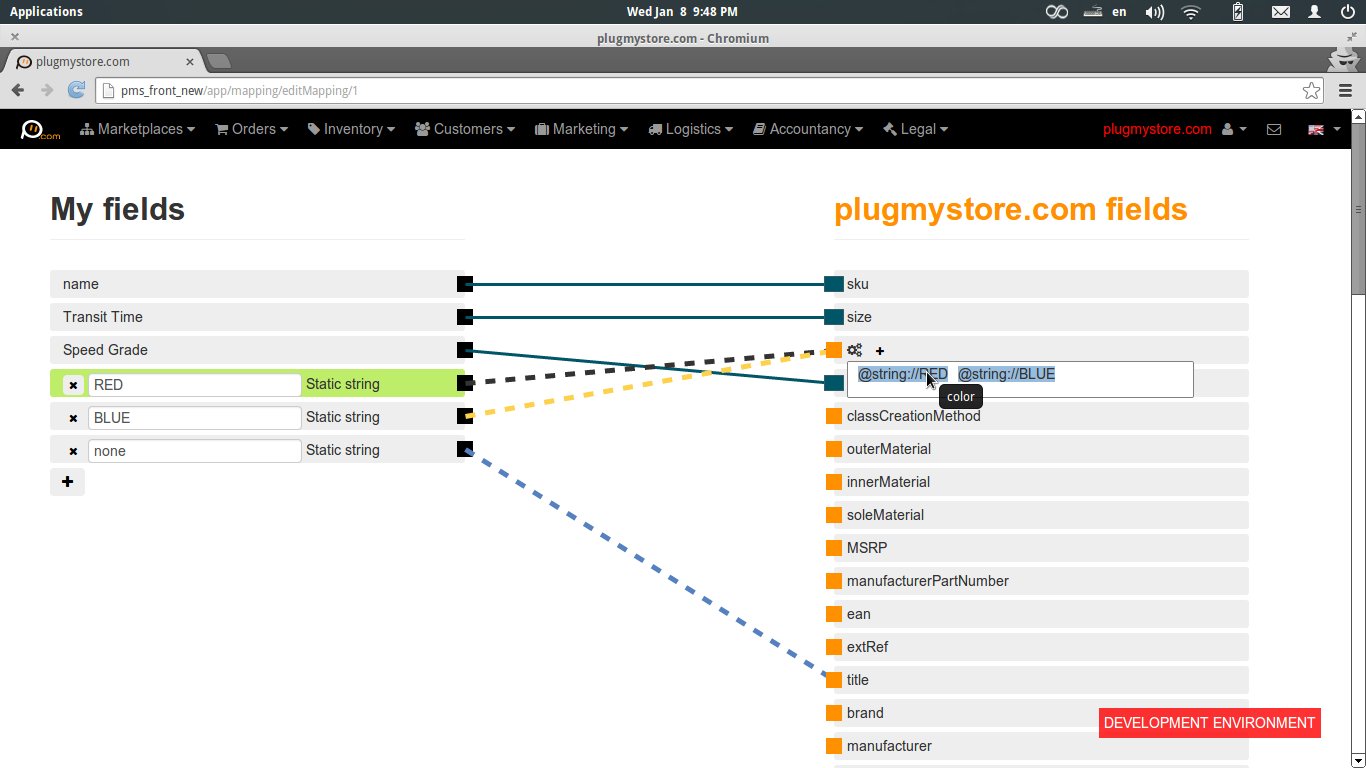 Applications Wed Jan 8 9:48 PM en
plugmystore.com - Chromium
plugmystore.com
pms_front_new/app/mapping/editMapping/1
.com Marketplaces Orders Inventory Customers Marketing Logistics Accountancy Legal plugmystore.com
My fields plugmystore.com fields
name sku
Transit Time size
Speed Grade
RED Static string @string://RED @string://BLUE
color
BLUE Static string classCreationMethod
none Static string outerMaterial
innerMaterial
soleMaterial
MSRP
manufacturerPartNumber
ean
extRef
title
brand
DEVELOPMENT ENVIRONMENT
manufacturer